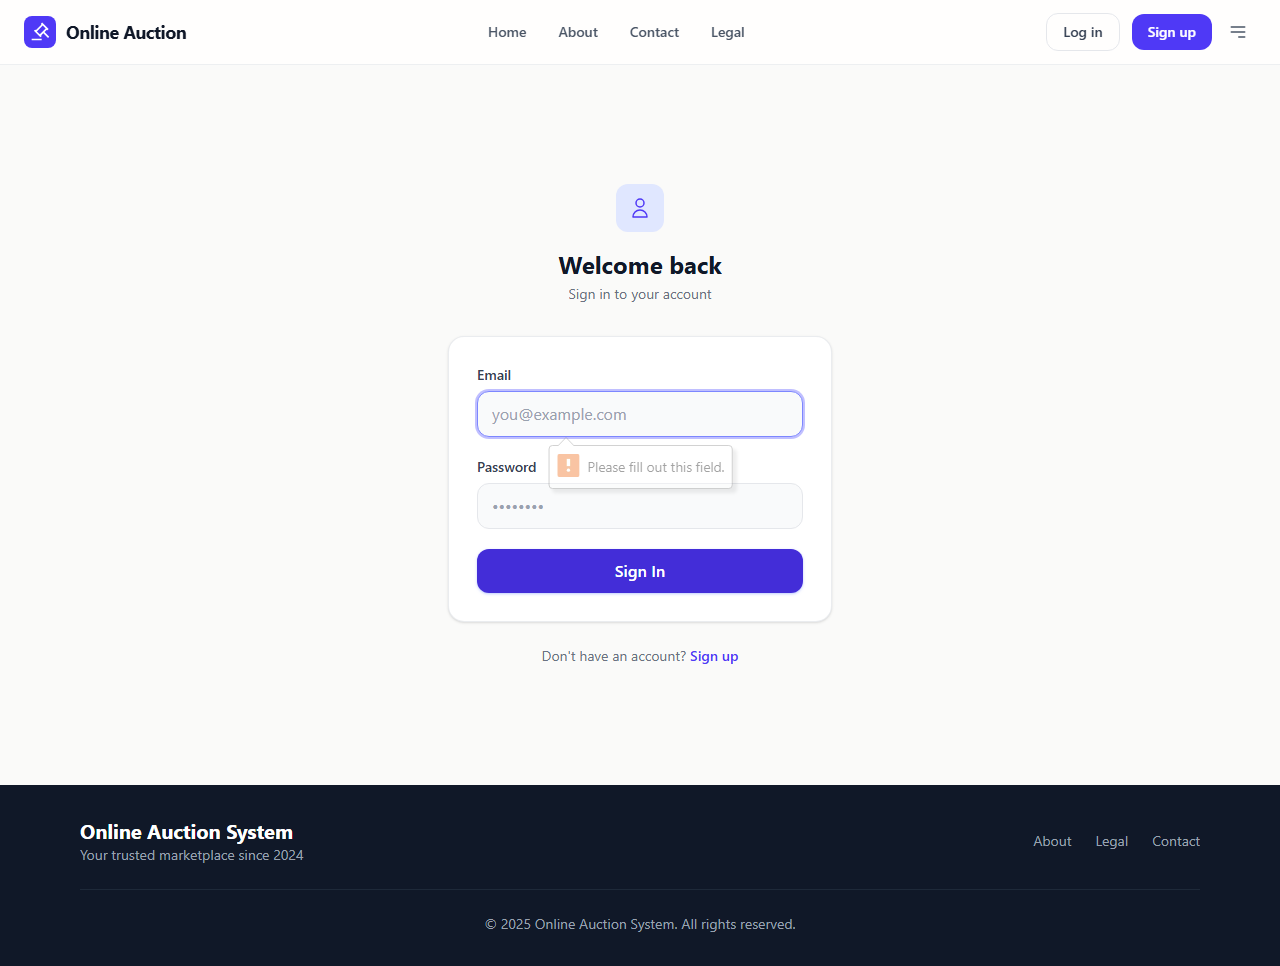 Online Auction
Home
About
Contact
Legal
Log in
Sign up
Welcome back
Sign in to your account
Email
you@example.com
Please fill out this field.
Password
••••••••
Sign In
Don't have an account? Sign up
Online Auction System
Your trusted marketplace since 2024
About
Legal
Contact
© 2025 Online Auction System. All rights reserved.